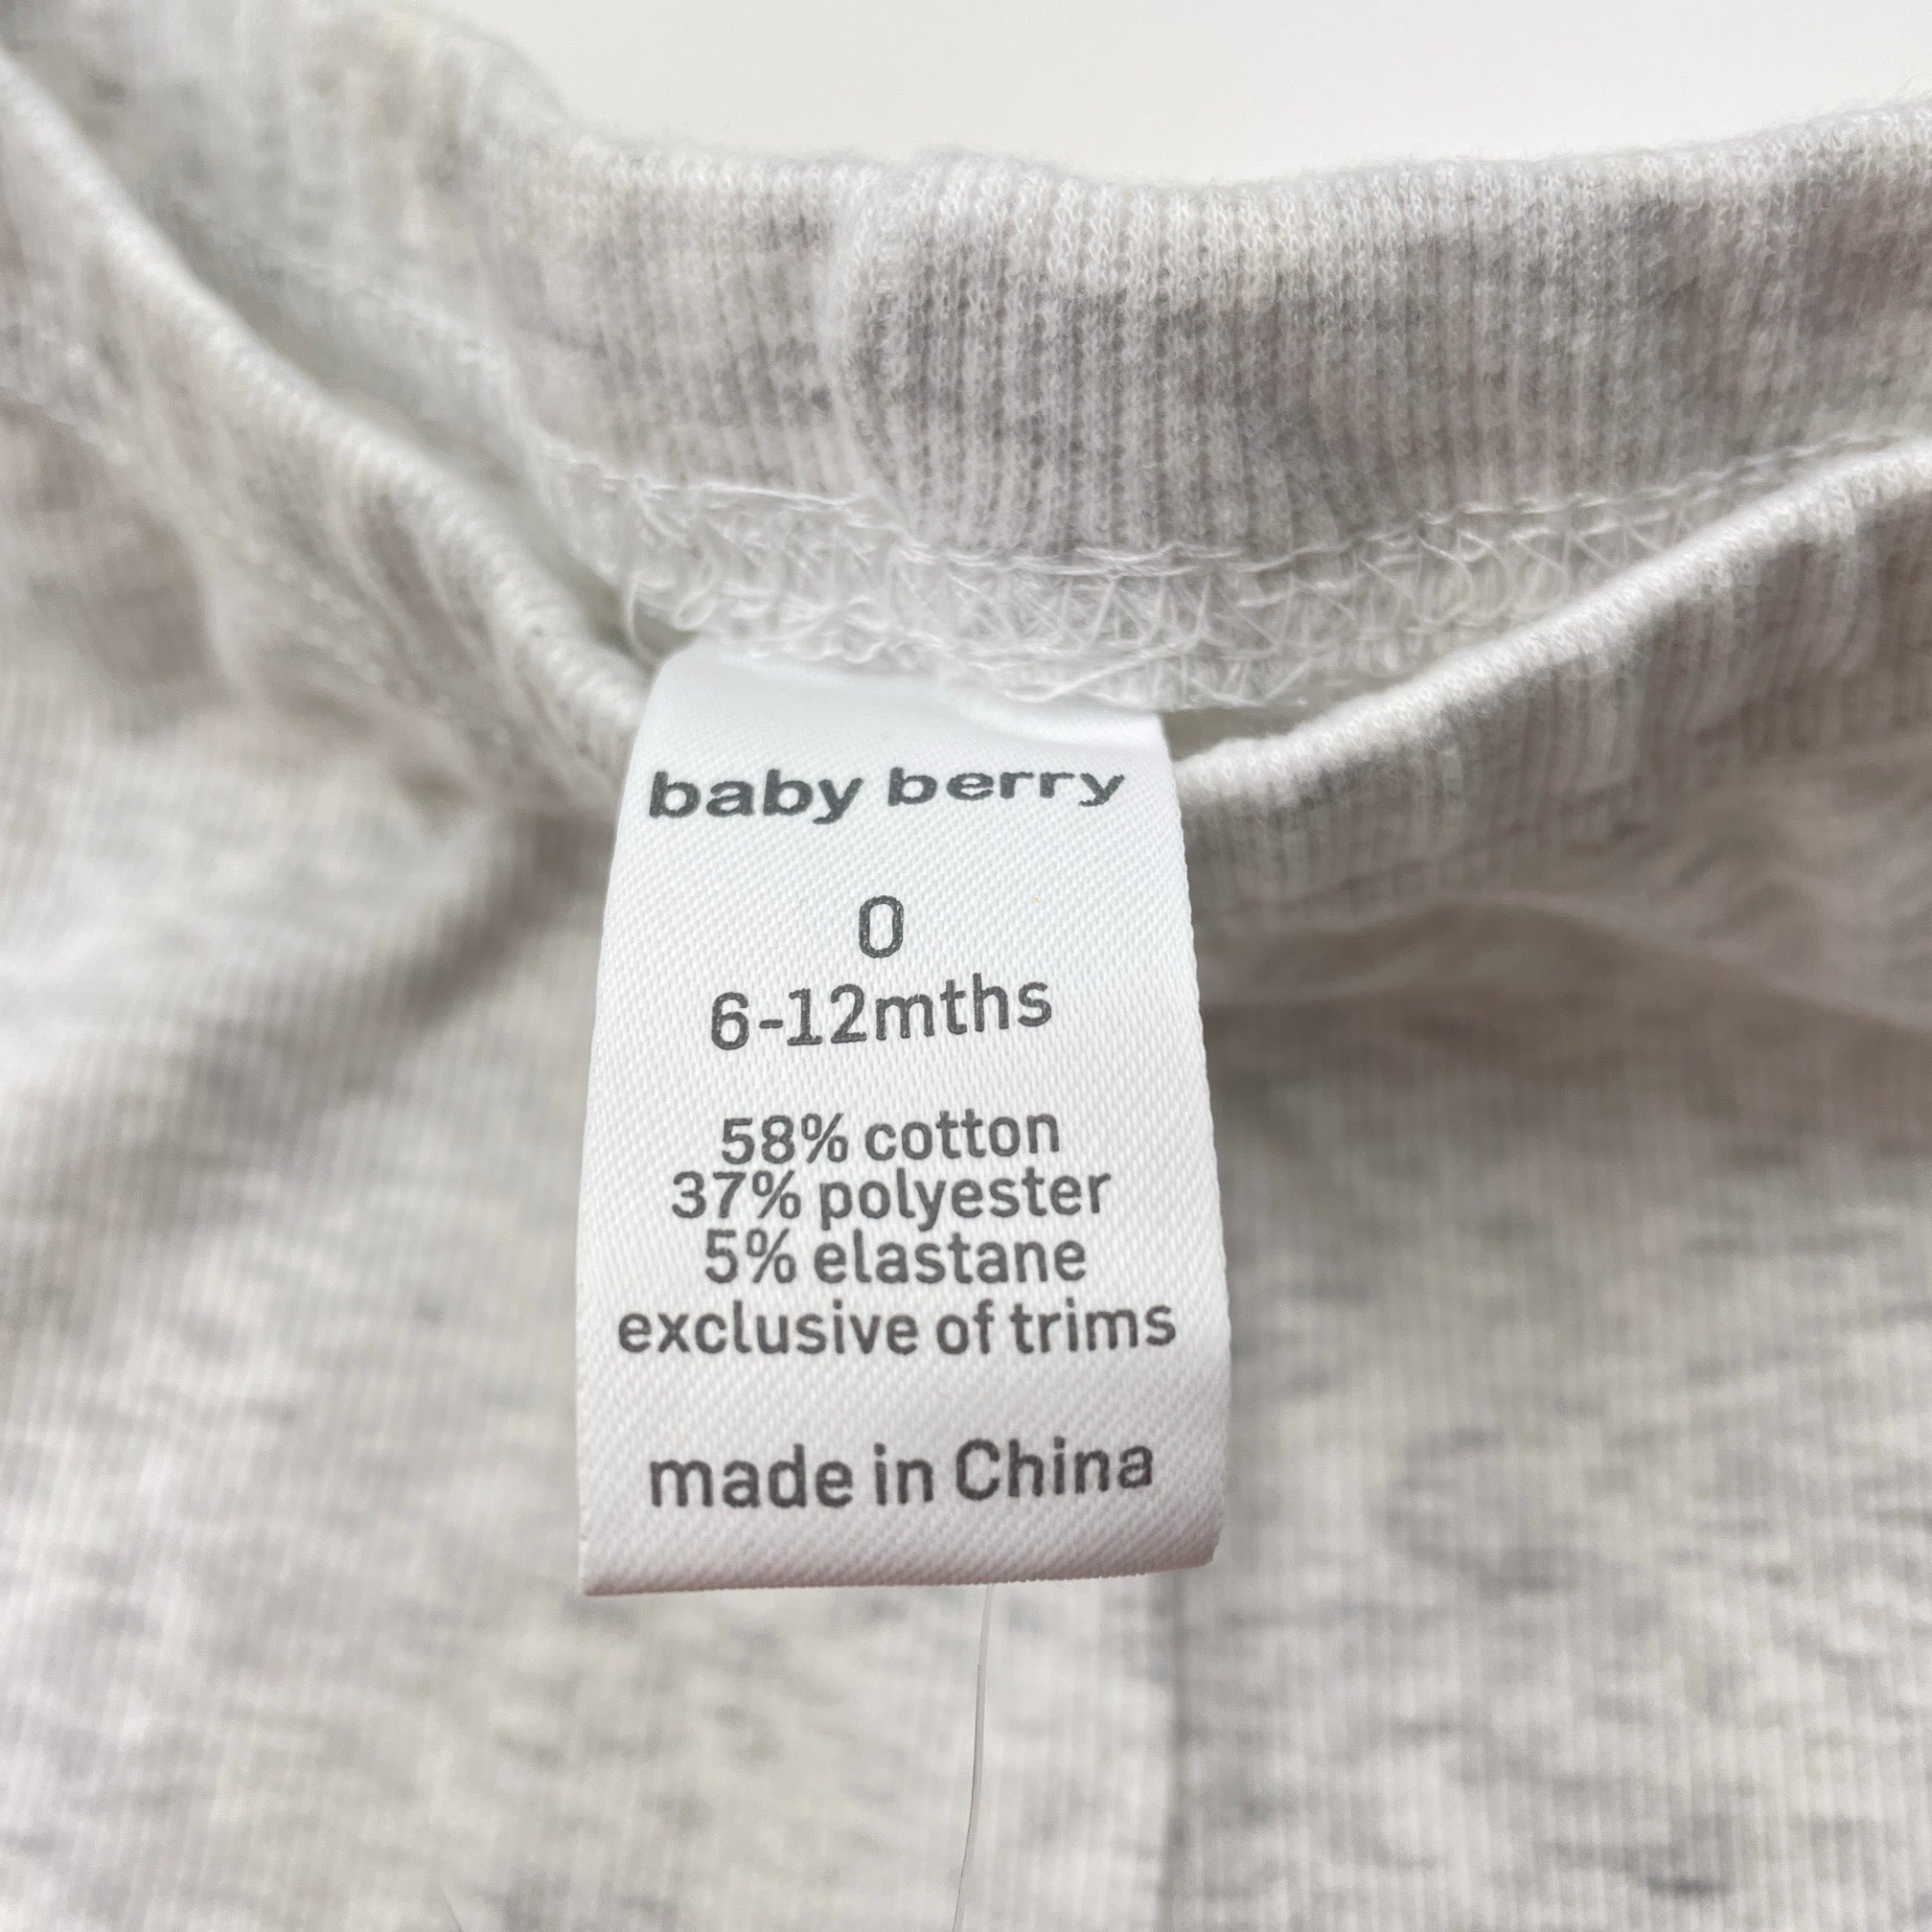 baby berry
0
6-12mths
58% cotton
37% polyester
5% elastane
exclusive of trims
made in China